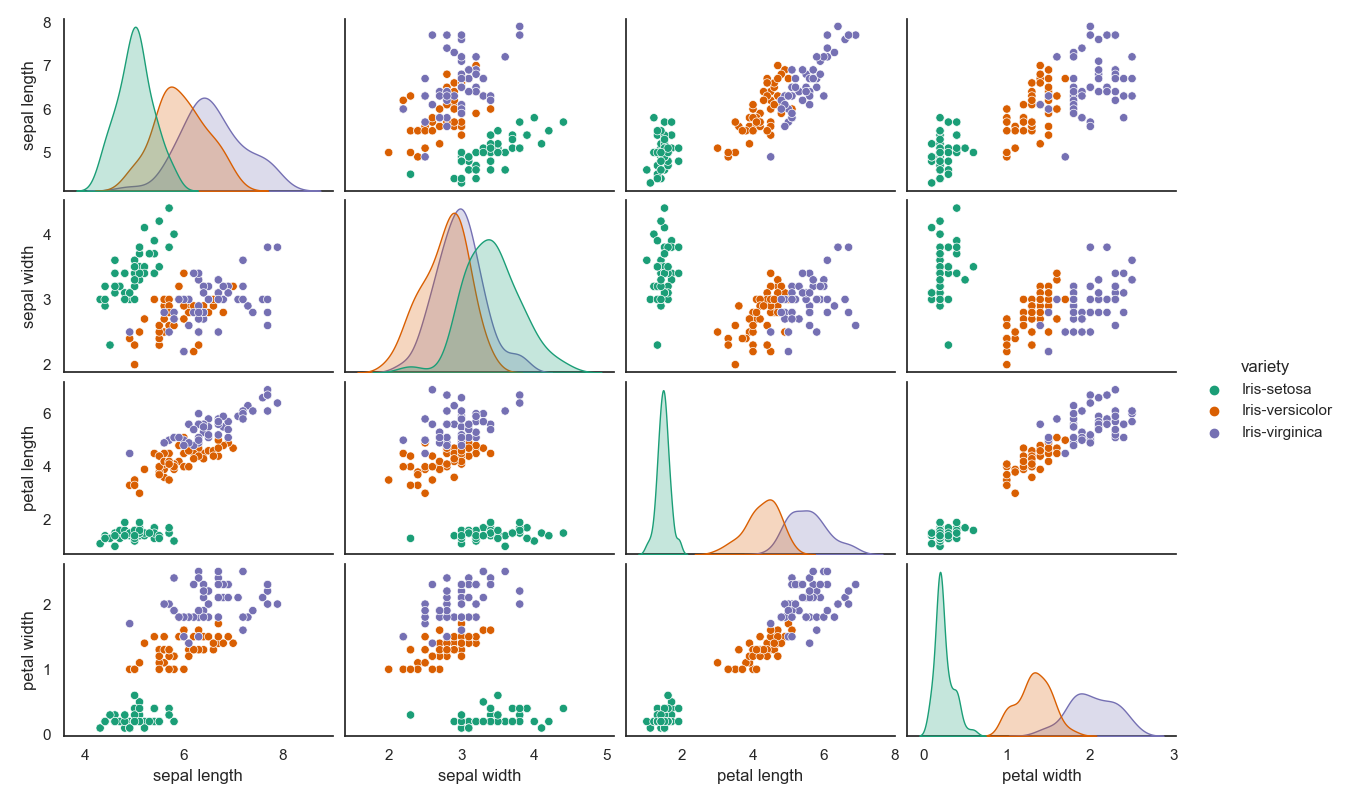 8
7
6
5
sepal length
4
3
2
sepal width
6
4
2
petal length
2
1
0
petal width
4 6 8
sepal length
2 3 4 5
sepal width
2 4 6 8
petal length
0 1 2 3
petal width
variety
Iris-setosa
Iris-versicolor
Iris-virginica